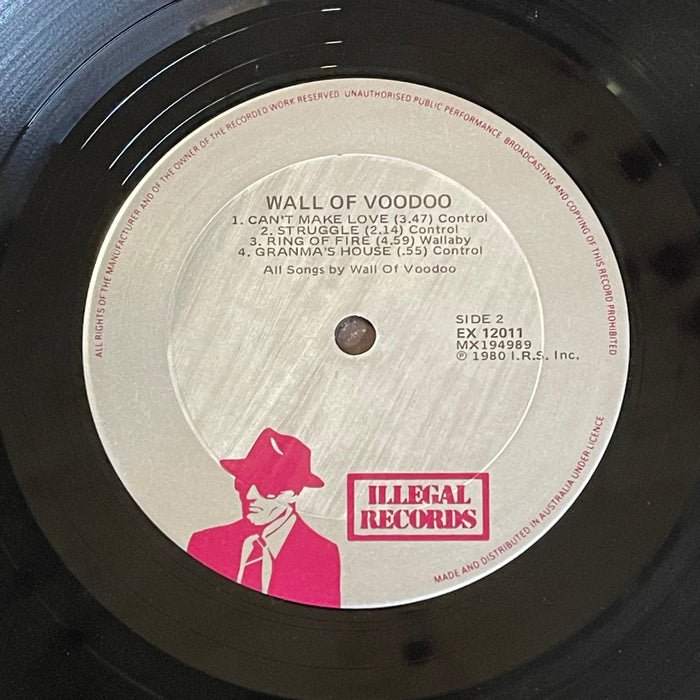 ALL RIGHTS OF THE MANUFACTURER AND OF THE OWNER OF THE RECORDED WORK RESERVED UNAUTHORISED PUBLIC PERFORMANCE BROADCASTING AND COPYING OF THIS RECORD PROHIBITED
WALL OF VOODOO
1. CAN'T MAKE LOVE (3.47) Control
2. STRUGGLE (2.14) Control
3. RING OF FIRE (4.59) Wallaby
4. GRANMA'S HOUSE (.55) Control
All Songs by Wall Of Voodoo
SIDE 2
EX 12011
MX194989
℗ 1980 I.R.S. Inc.
ILLEGAL
RECORDS
MADE AND DISTRIBUTED IN AUSTRALIA UNDER LICENCE